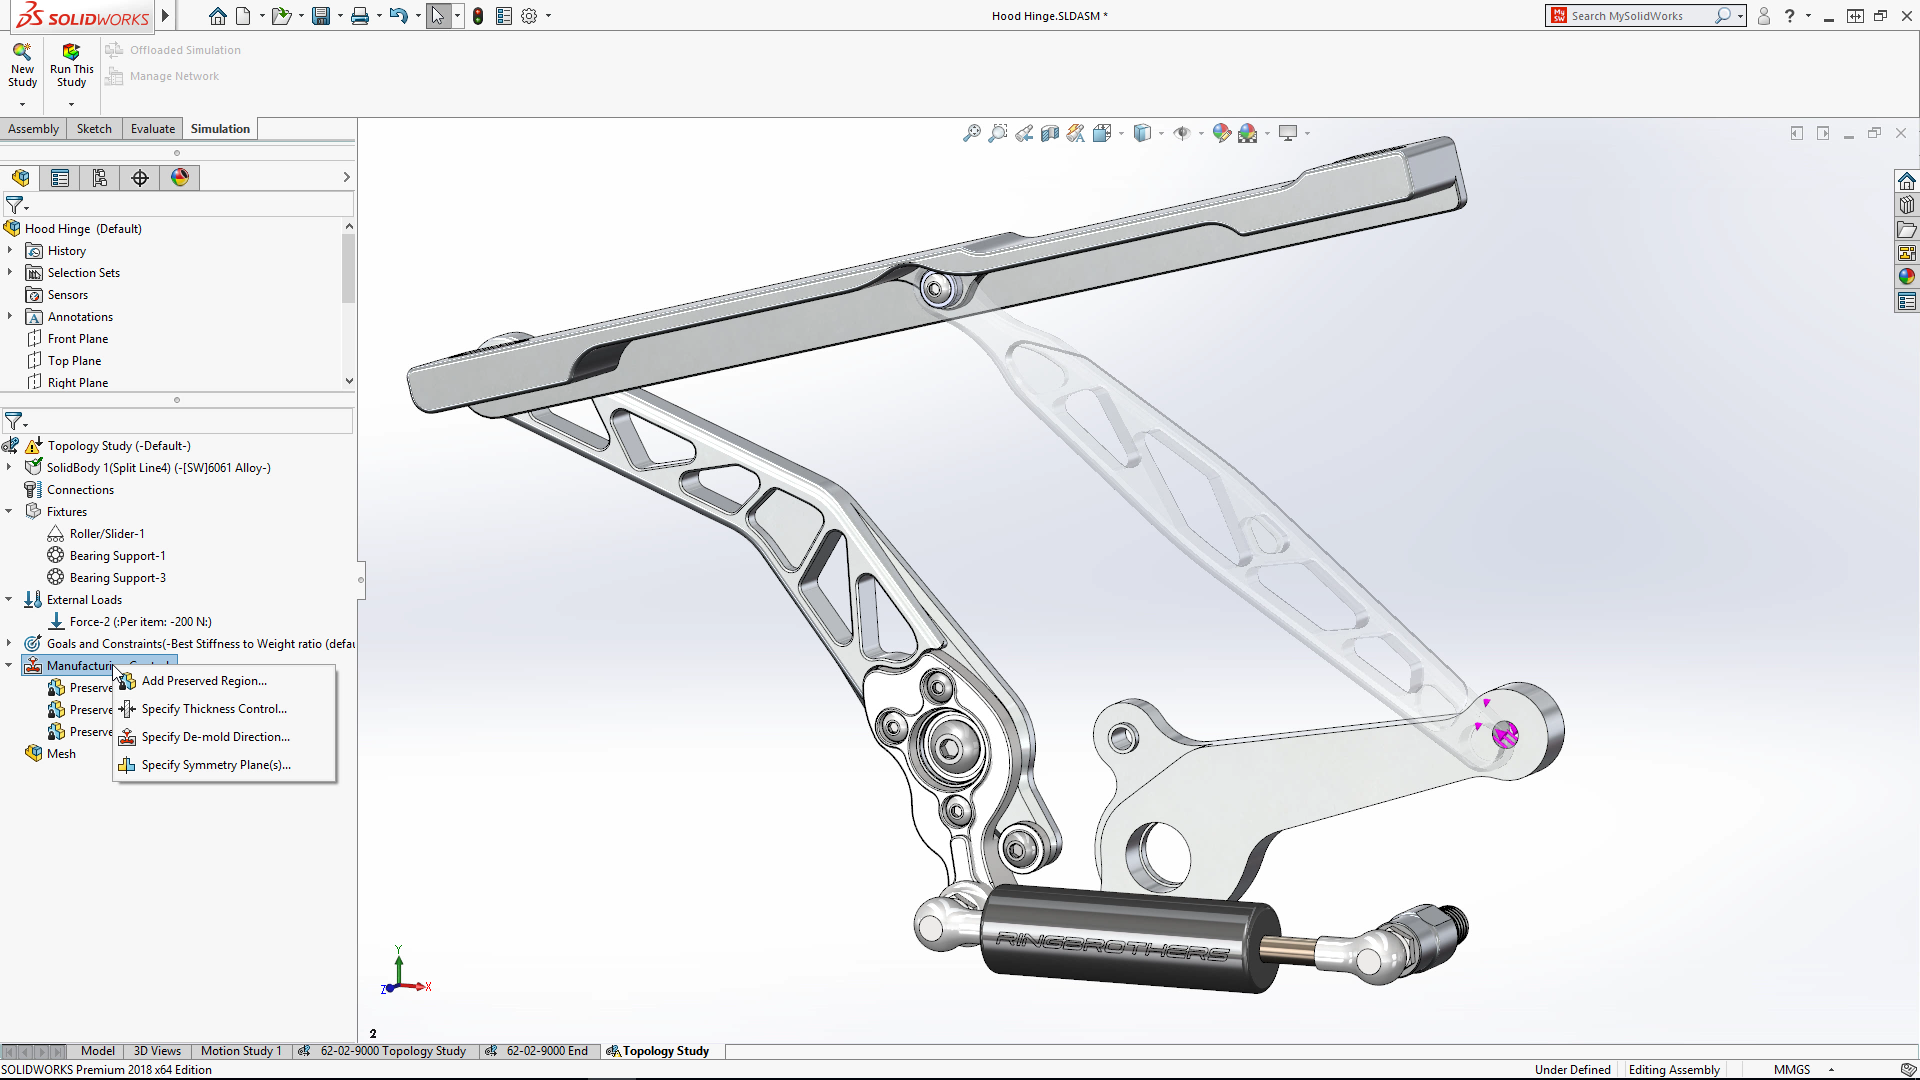 SOLIDWORKS
Hood Hinge.SLDASM *
Search MySolidWorks
New Study
Run This Study
Offloaded Simulation
Manage Network
Assembly
Sketch
Evaluate
Simulation
Hood Hinge (Default)
History
Selection Sets
Sensors
Annotations
Front Plane
Top Plane
Right Plane
Topology Study (-Default-)
SolidBody 1(Split Line4) (-[SW]6061 Alloy-)
Connections
Fixtures
Roller/Slider-1
Bearing Support-1
Bearing Support-3
External Loads
Force-2 (:Per item: -200 N:)
Goals and Constraints(-Best Stiffness to Weight ratio (defau
Manufacturin
Preserve
Preserve
Preserve
Mesh
Add Preserved Region...
Specify Thickness Control...
Specify De-mold Direction...
Specify Symmetry Plane(s)...
RINGBROTHERS
Y
Z
X
2
Model
3D Views
Motion Study 1
62-02-9000 Topology Study
62-02-9000 End
Topology Study
SOLIDWORKS Premium 2018 x64 Edition
Under Defined
Editing Assembly
MMGS